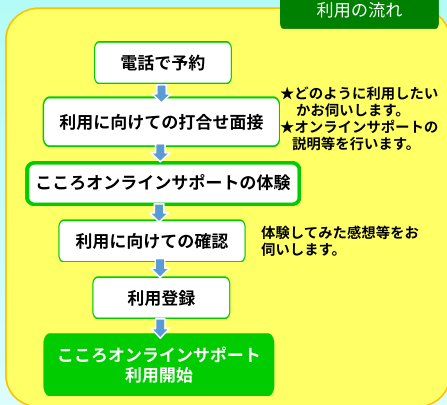 利用の流れ
電話で予約
利用に向けての打合せ面接
★どのように利用したい
かお伺いします。
★オンラインサポートの
説明等を行います。
こころオンラインサポートの体験
利用に向けての確認
体験してみた感想等をお
伺いします。
利用登録
こころオンラインサポート
利用開始